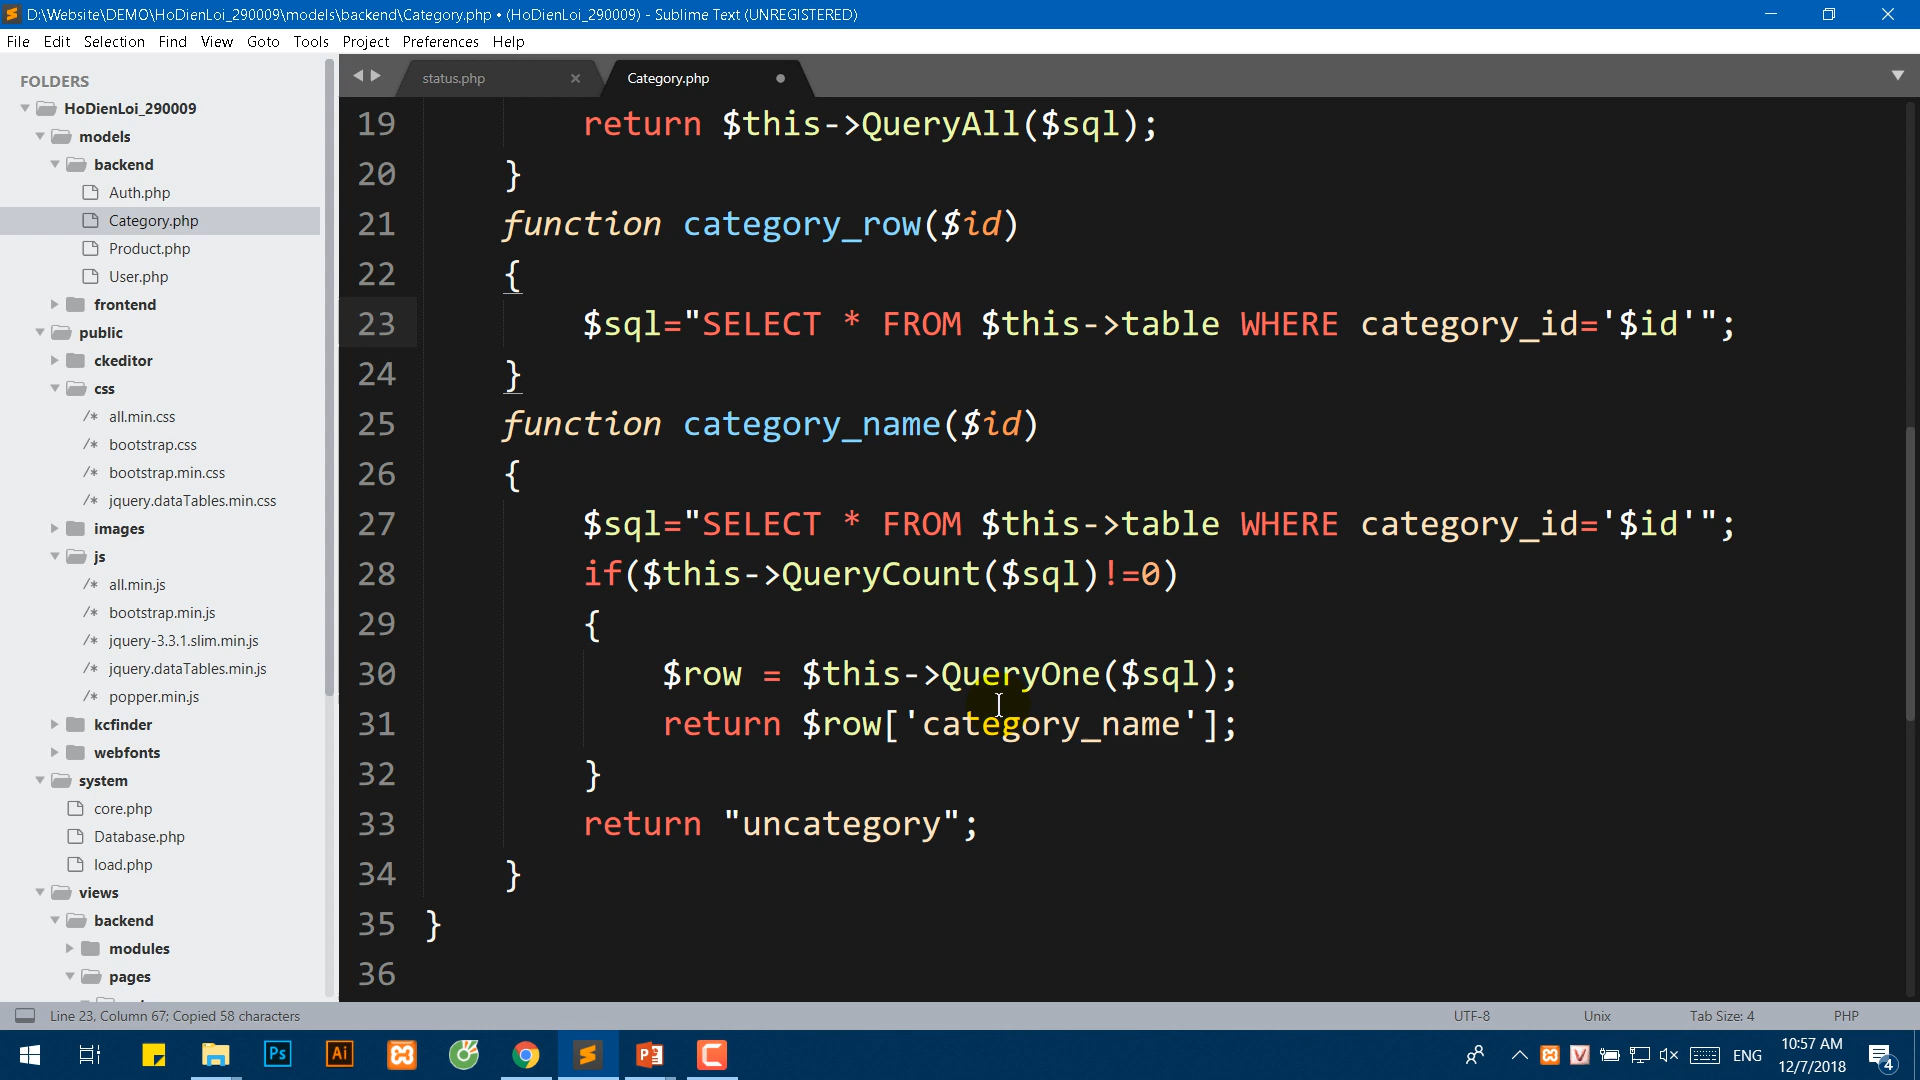 D:\Website\DEMO\HoDienLoi_290009\models\backend\Category.php • (HoDienLoi_290009) - Sublime Text (UNREGISTERED)
File Edit Selection Find View Goto Tools Project Preferences Help
FOLDERS
HoDienLoi_290009
models
backend
Auth.php
Category.php
Product.php
User.php
frontend
public
ckeditor
css
/* all.min.css
/* bootstrap.css
/* bootstrap.min.css
/* jquery.dataTables.min.css
images
js
/* all.min.js
/* bootstrap.min.js
/* jquery-3.3.1.slim.min.js
/* jquery.dataTables.min.js
/* popper.min.js
kcfinder
webfonts
system
core.php
Database.php
load.php
views
backend
modules
pages
status.php Category.php
19 return $this->QueryAll($sql);
20 }
21 function category_row($id)
22 {
23 $sql="SELECT * FROM $this->table WHERE category_id='$id'";
24 }
25 function category_name($id)
26 {
27 $sql="SELECT * FROM $this->table WHERE category_id='$id'";
28 if($this->QueryCount($sql)!=0)
29 {
30 $row = $this->QueryOne($sql);
31 return $row['category_name'];
32 }
33 return "uncategory";
34 }
35 }
36
Line 23, Column 67; Copied 58 characters UTF-8 Unix Tab Size: 4 PHP
Ps Ai ENG 10:57 AM
12/7/2018 4